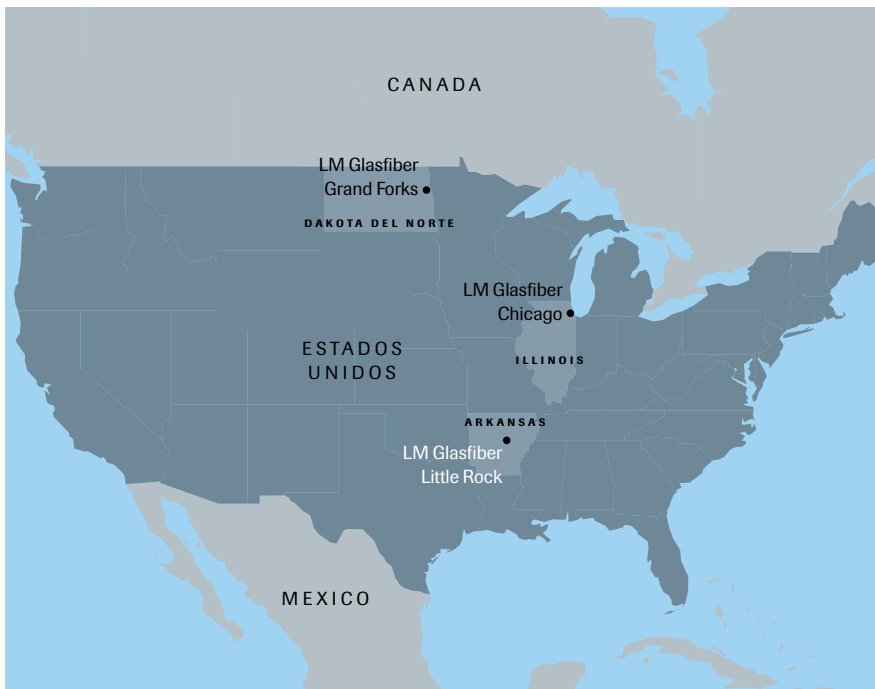 CANADA
LM Glasfiber
Grand Forks
DAKOTA DEL NORTE
LM Glasfiber
Chicago
ESTADOS
UNIDOS
ILLINOIS
ARKANSAS
LM Glasfiber
Little Rock
MEXICO